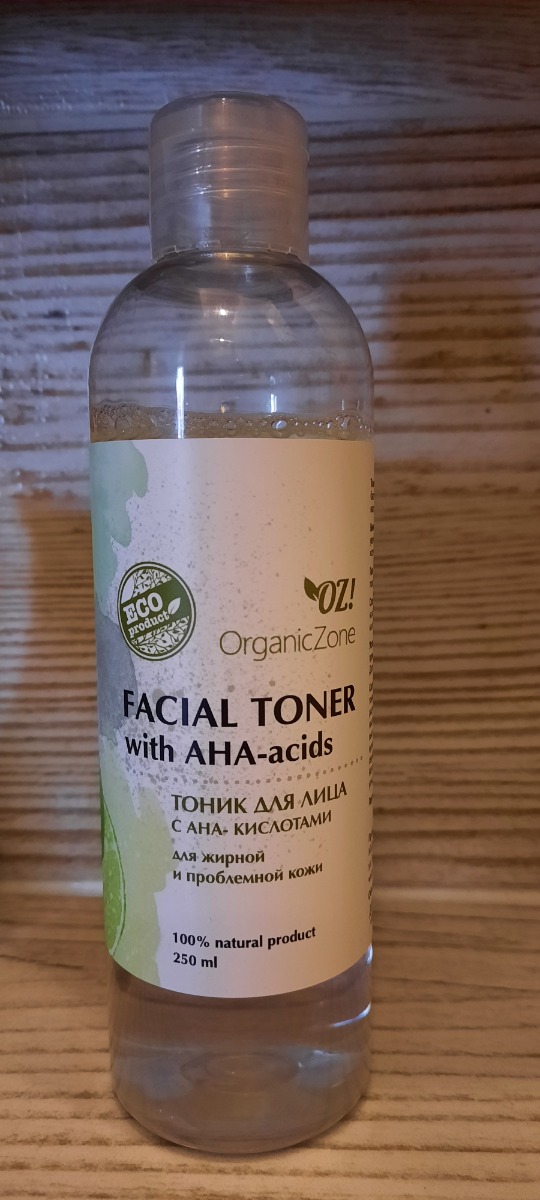 ECO
product
OZ!
OrganicZone
FACIAL TONER
with AHA-acids
ТОНИК ДЛЯ ЛИЦА
С АНА- КИСЛОТАМИ
для жирной
и проблемной кожи
100% natural product
250 ml